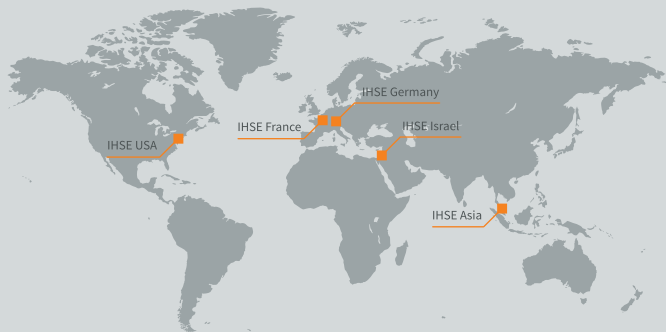 IHSE Germany
IHSE France
IHSE Israel
IHSE USA
IHSE Asia